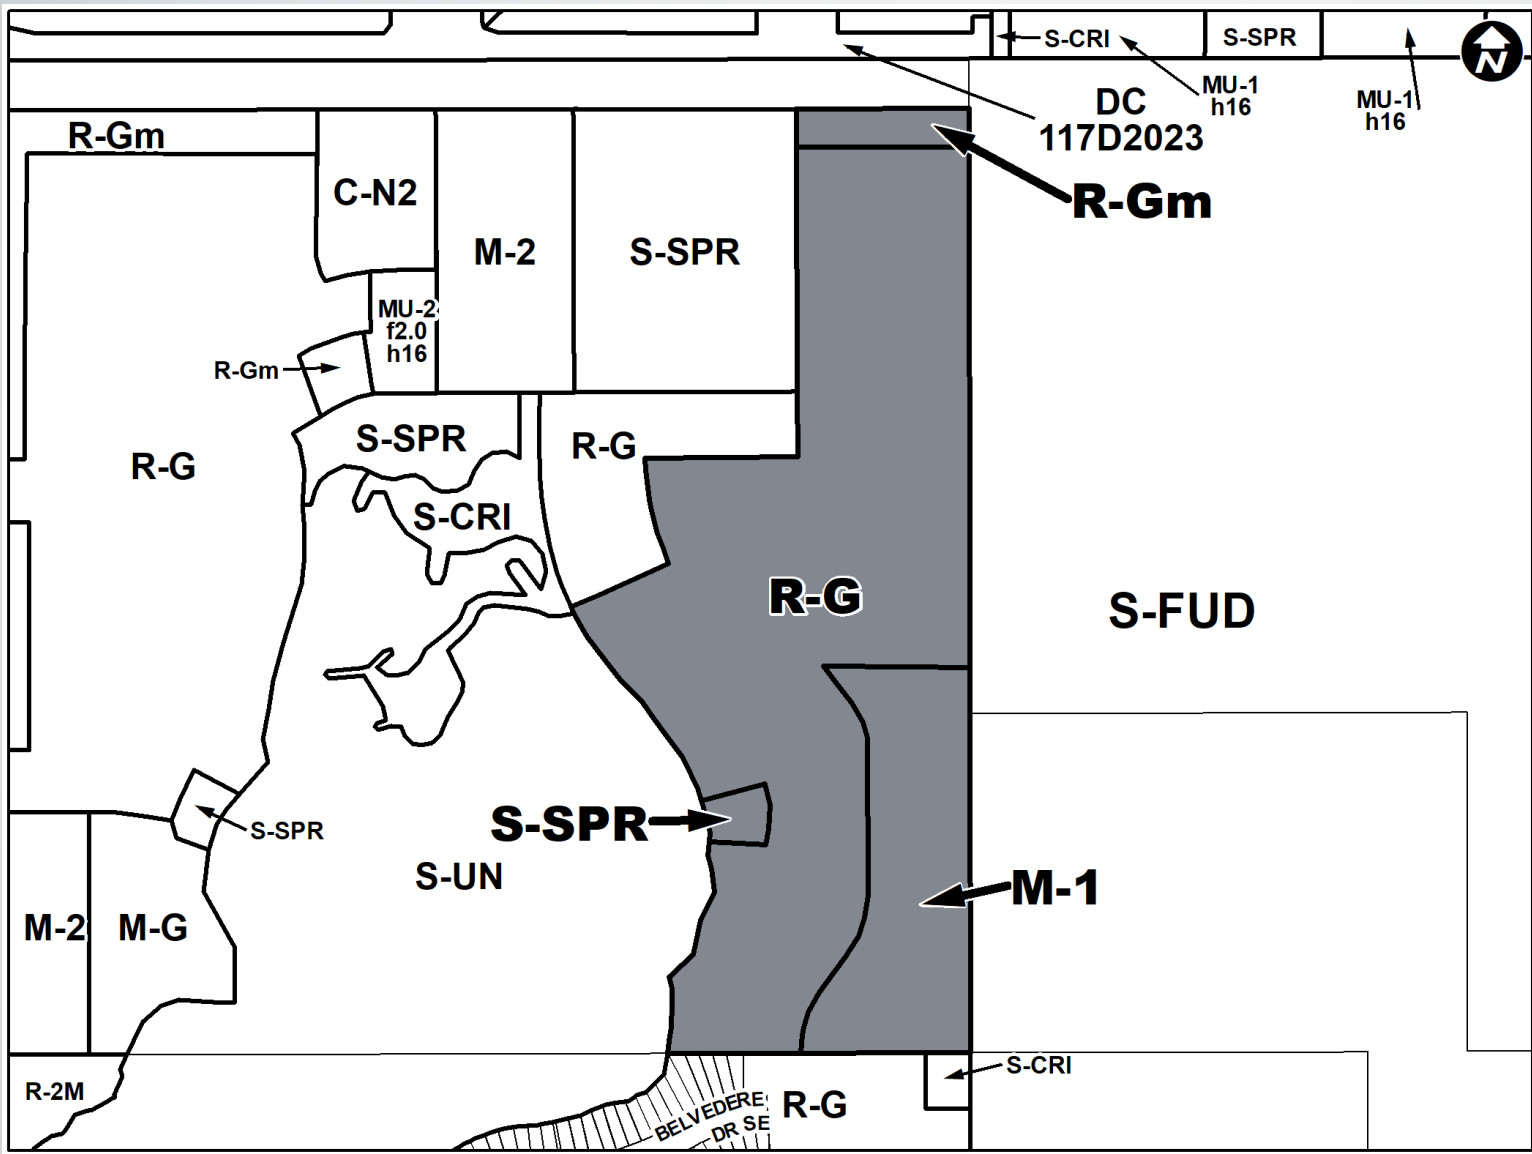 S-CRI
S-SPR
N
MU-1
h16
MU-1
h16
DC
117D2023
R-Gm
R-Gm
C-N2
M-2
S-SPR
MU-2
f2.0
h16
R-Gm
S-SPR
R-G
R-G
S-CRI
R-G
S-FUD
S-SPR
S-SPR
S-UN
M-1
M-2
M-G
S-CRI
R-2M
R-G
BELVEDERE
DR SE